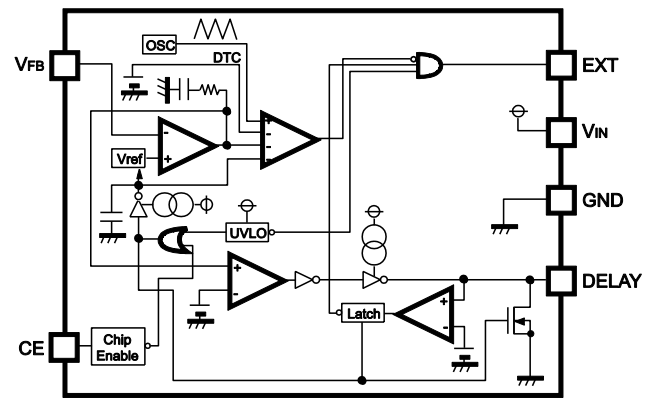 OSC
DTC
VFB
EXT
VIN
Vref
-
+
+
-
-
-
GND
UVLO
+
-
DELAY
Latch
+
-
CE
Chip
Enable